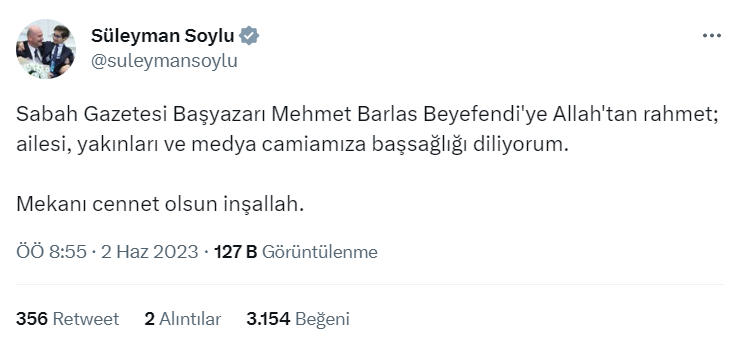 Süleyman Soylu
@suleymansoylu
Sabah Gazetesi Başyazarı Mehmet Barlas Beyefendi'ye Allah'tan rahmet;
ailesi, yakınları ve medya camiamıza başsağlığı diliyorum.
Mekanı cennet olsun inşallah.
ÖÖ 8:55 · 2 Haz 2023 · 127 B Görüntülenme
356 Retweet 2 Alıntılar 3.154 Beğeni